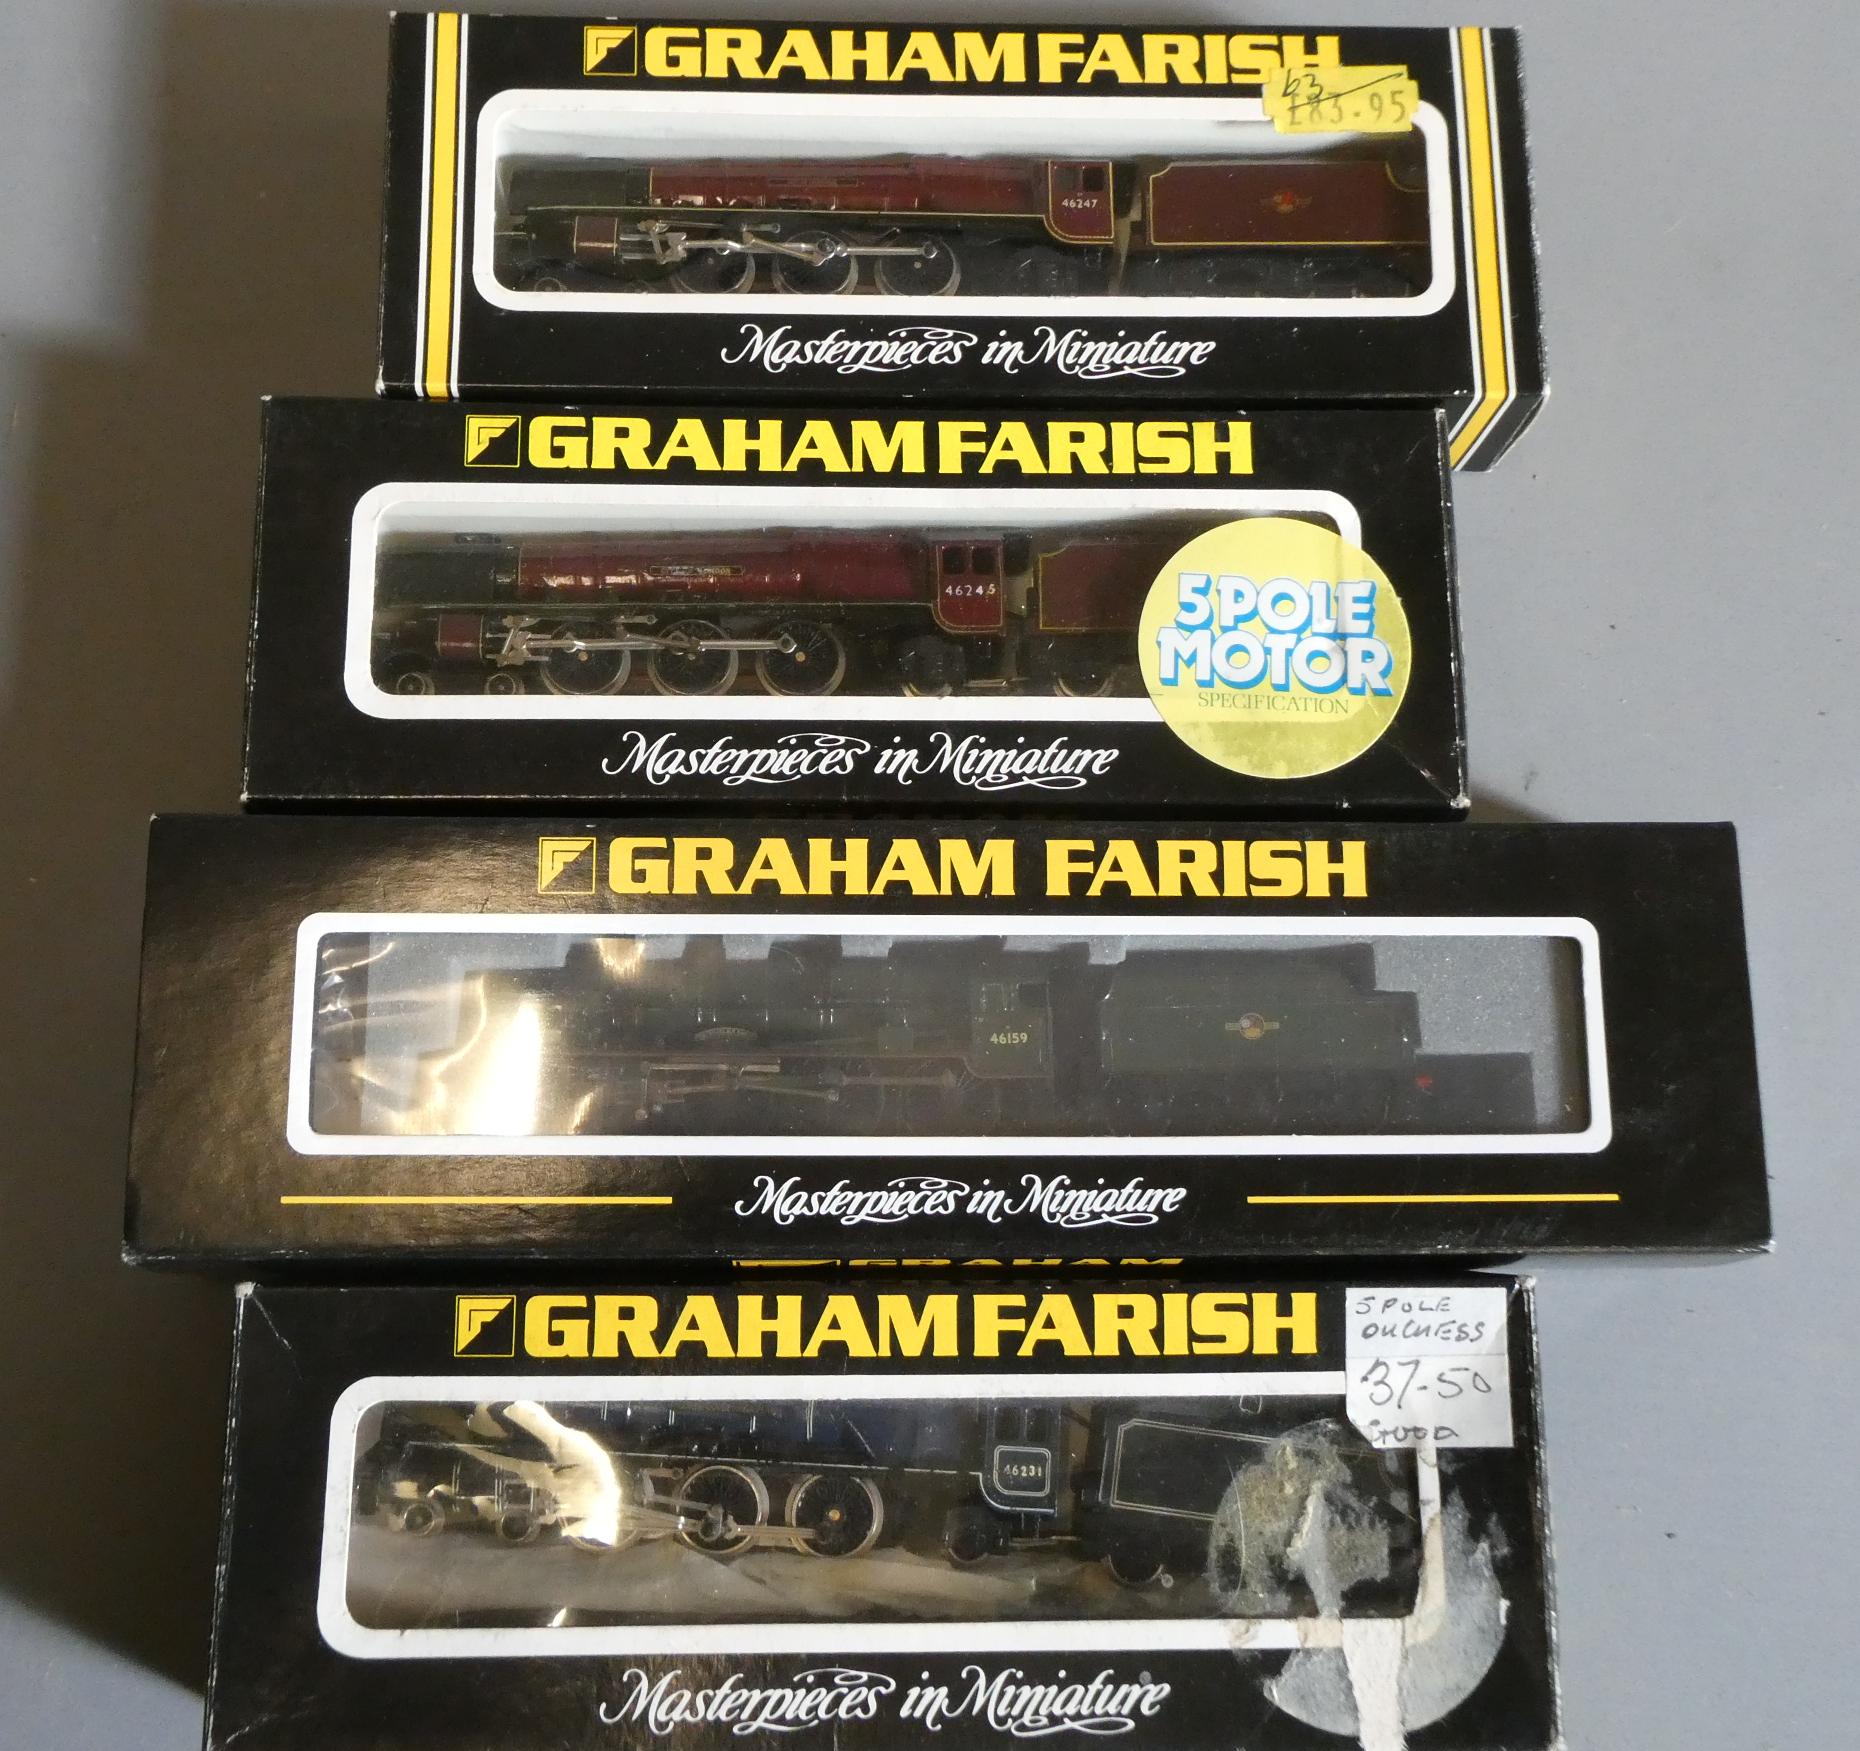 GRAHAM FARISH
63
£83.95
46247
Masterpieces in Miniature
GRAHAM FARISH
46245
5 POLE
MOTOR
SPECIFICATION
Masterpieces in Miniature
GRAHAM FARISH
46159
Masterpieces in Miniature
GRAHAM
GRAHAM FARISH
5 POLE
DUCHESS
37-50
GOOD
46231
Masterpieces in Miniature